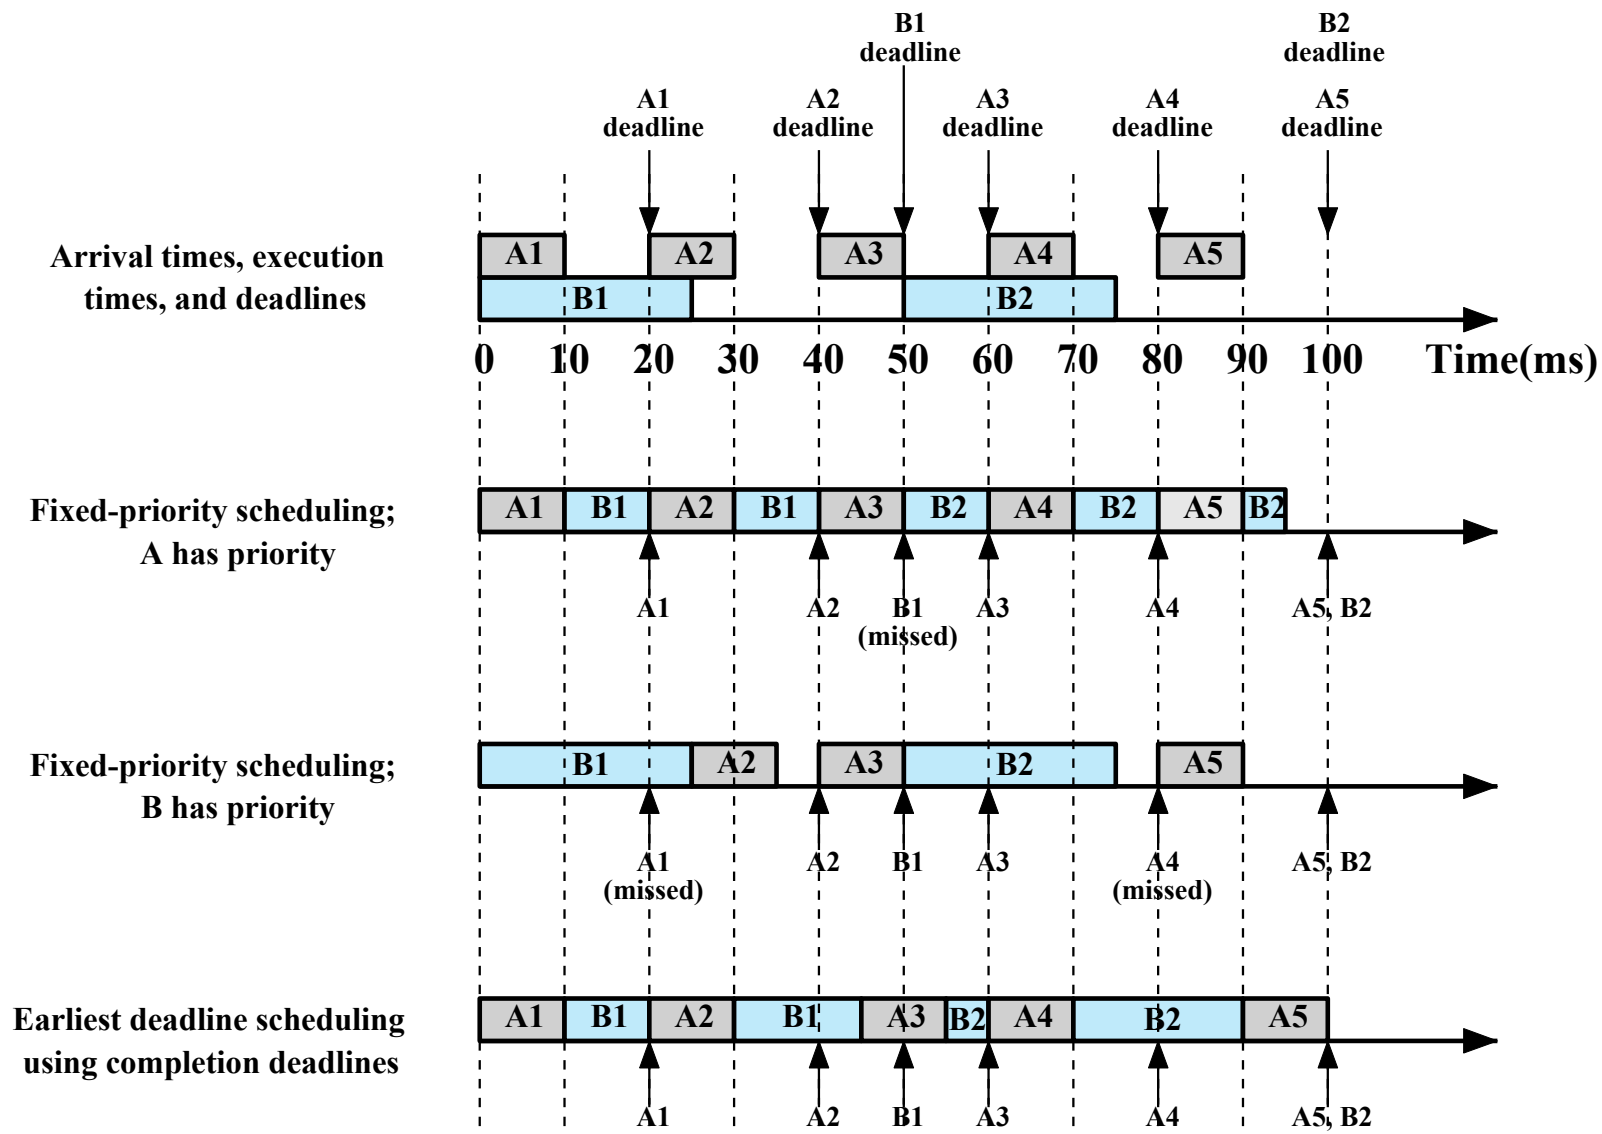 B1
deadline
B2
deadline
A1
deadline
A2
deadline
A3
deadline
A4
deadline
A5
deadline
Arrival times, execution
times, and deadlines
A1 A2 A3 A4 A5
B1 B2
0 10 20 30 40 50 60 70 80 90 100 Time(ms)
Fixed-priority scheduling;
A has priority
A1 B1 A2 B1 A3 B2 A4 B2 A5 B2
A1 A2 B1 A3 A4 A5, B2
(missed)
Fixed-priority scheduling;
B has priority
B1 A2 A3 B2 A5
A1 A2 B1 A3 A4 A5, B2
(missed) (missed)
Earliest deadline scheduling
using completion deadlines
A1 B1 A2 B1 A3 B2 A4 B2 A5
A1 A2 B1 A3 A4 A5, B2